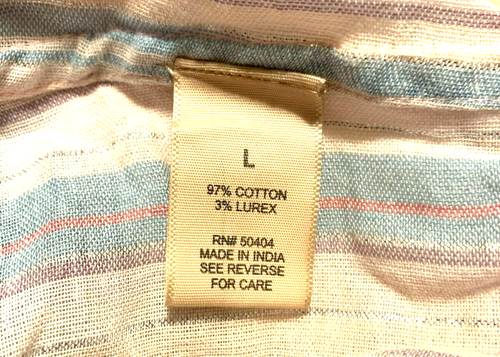 L
97% COTTON
3% LUREX
RN# 50404
MADE IN INDIA
SEE REVERSE
FOR CARE